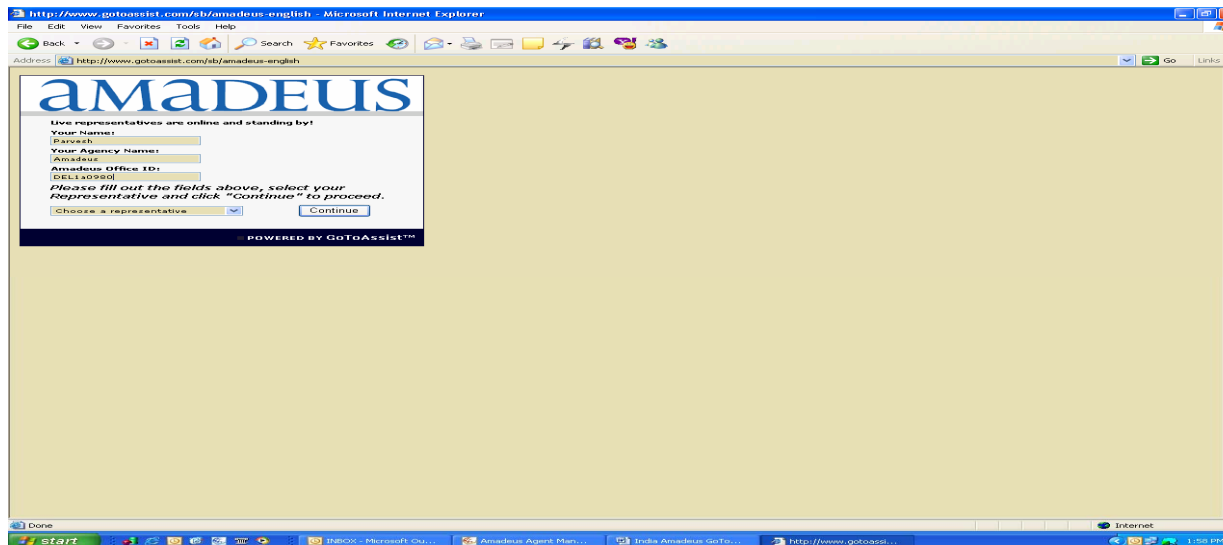 http://www.gotoassist.com/sb/amadeus-english - Microsoft Internet Explorer
File Edit View Favorites Tools Help
Back Search Favorites
Address http://www.gotoassist.com/sb/amadeus-english Go Links
amadeus
Live representatives are online and standing by!
Your Name:
Parvesh
Your Agency Name:
Amadeus
Amadeus Office ID:
DEL1a0980
Please fill out the fields above, select your
Representative and click "Continue" to proceed.
Choose a representative Continue
POWERED BY GoToAssist™
Done Internet
start INBOX - Microsoft Ou... Amadeus Agent Man... India Amadeus GoTo... http://www.gotoassi... 1:58 PM